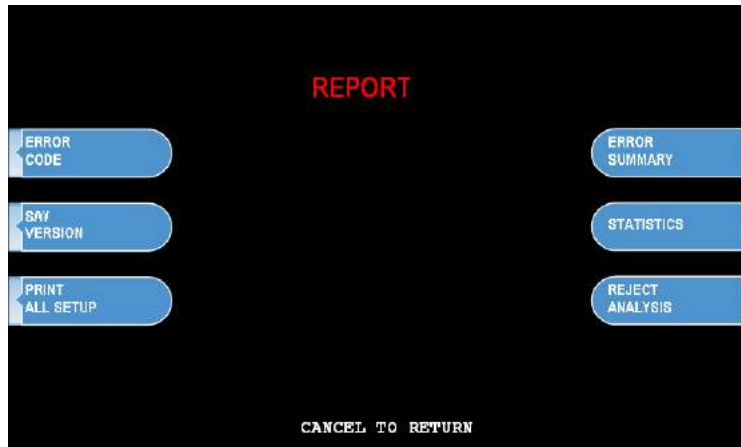 REPORT
ERROR
CODE
ERROR
SUMMARY
S/W
VERSION
STATISTICS
PRINT
ALL SETUP
REJECT
ANALYSIS
CANCEL TO RETURN